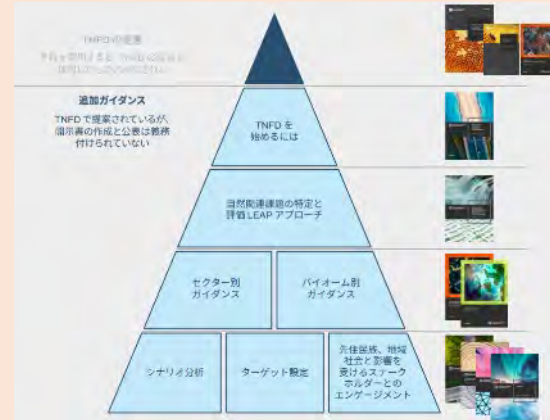 TNFDの提案
追加ガイダンス
TNFDで提案されているが、
開示書の作成と公表は義務
付けられていない
TNFDを
始めるには
自然関連課題の特定と
評価 LEAP アプローチ
セクター別
ガイダンス
バイオーム別
ガイダンス
シナリオ分析
ターゲット設定
先住民族、地域
社会と影響を
受けるステーク
ホルダーとの
エンゲージメント